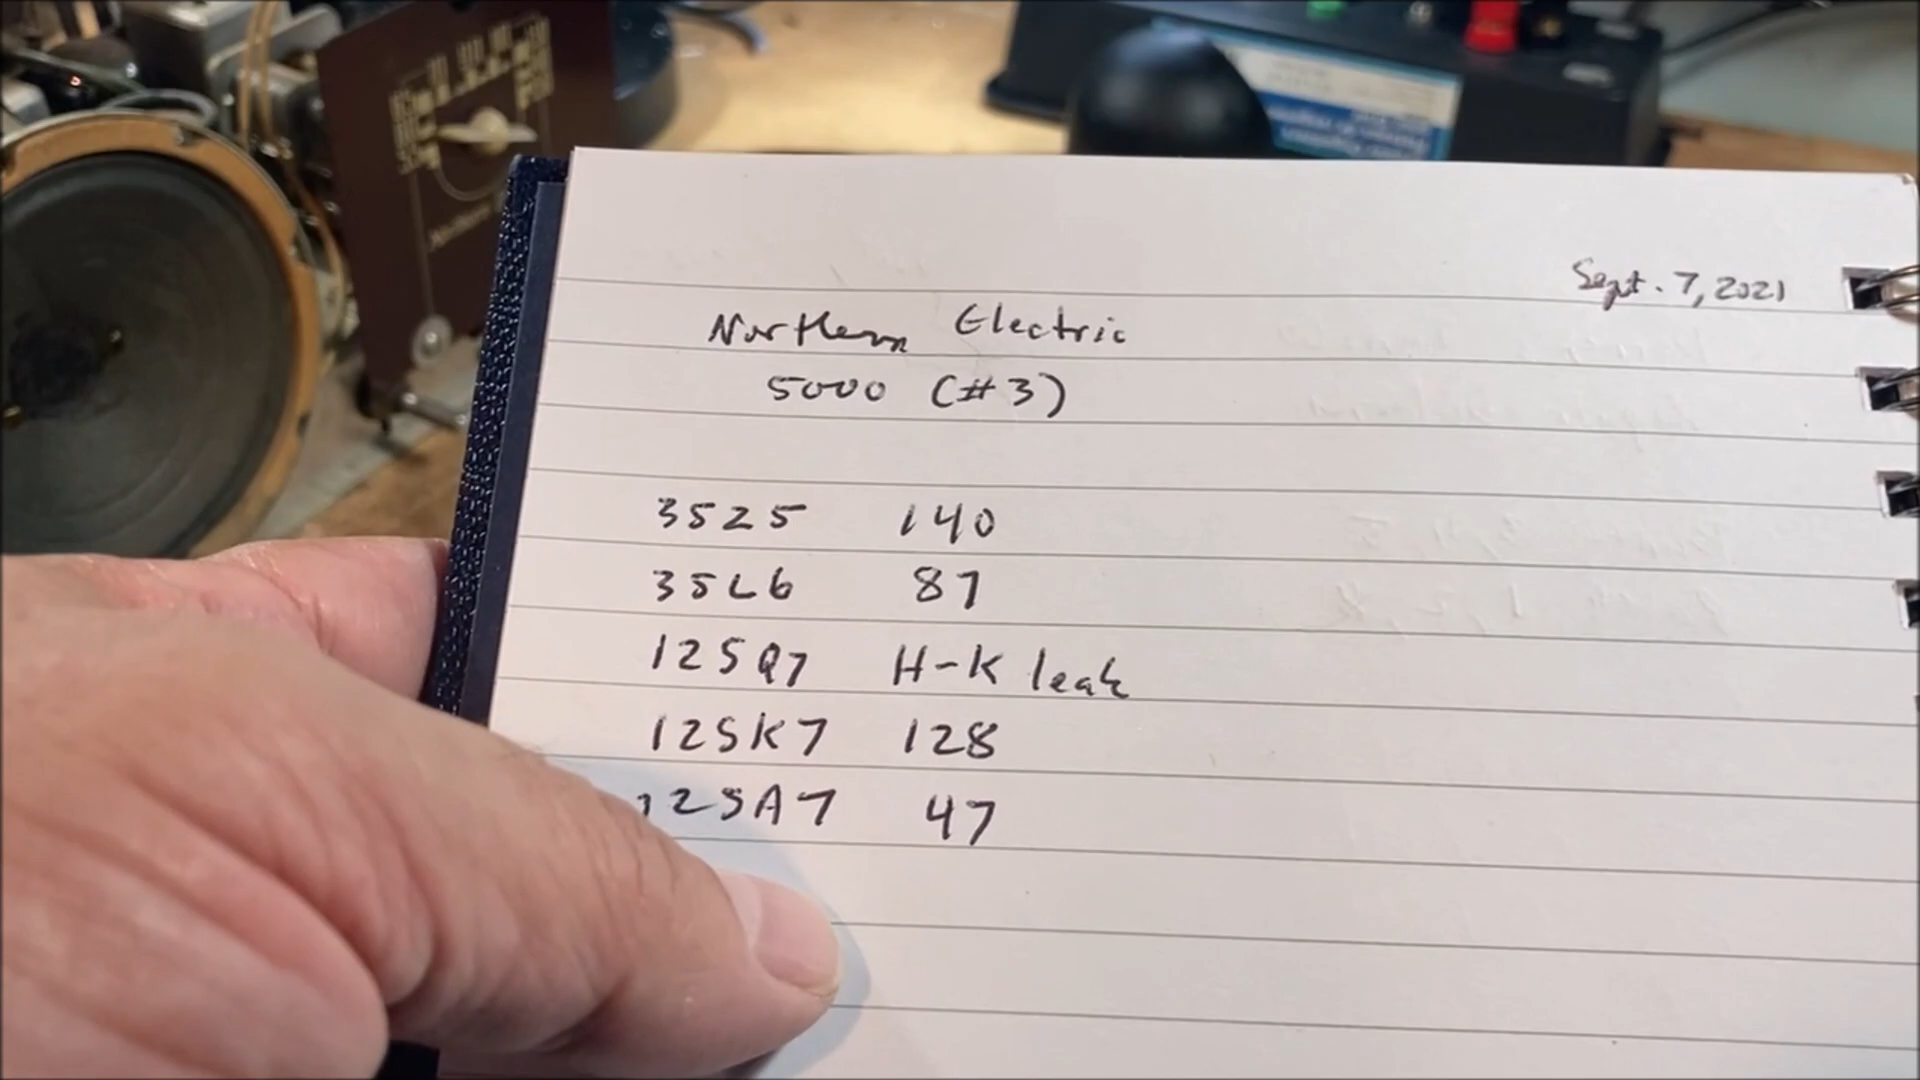 Sept. 7, 2021
Northern Electric
5000 (#3)
35Z5 140
35L6 87
12SQ7 H-K leak
12SK7 128
12SA7 47